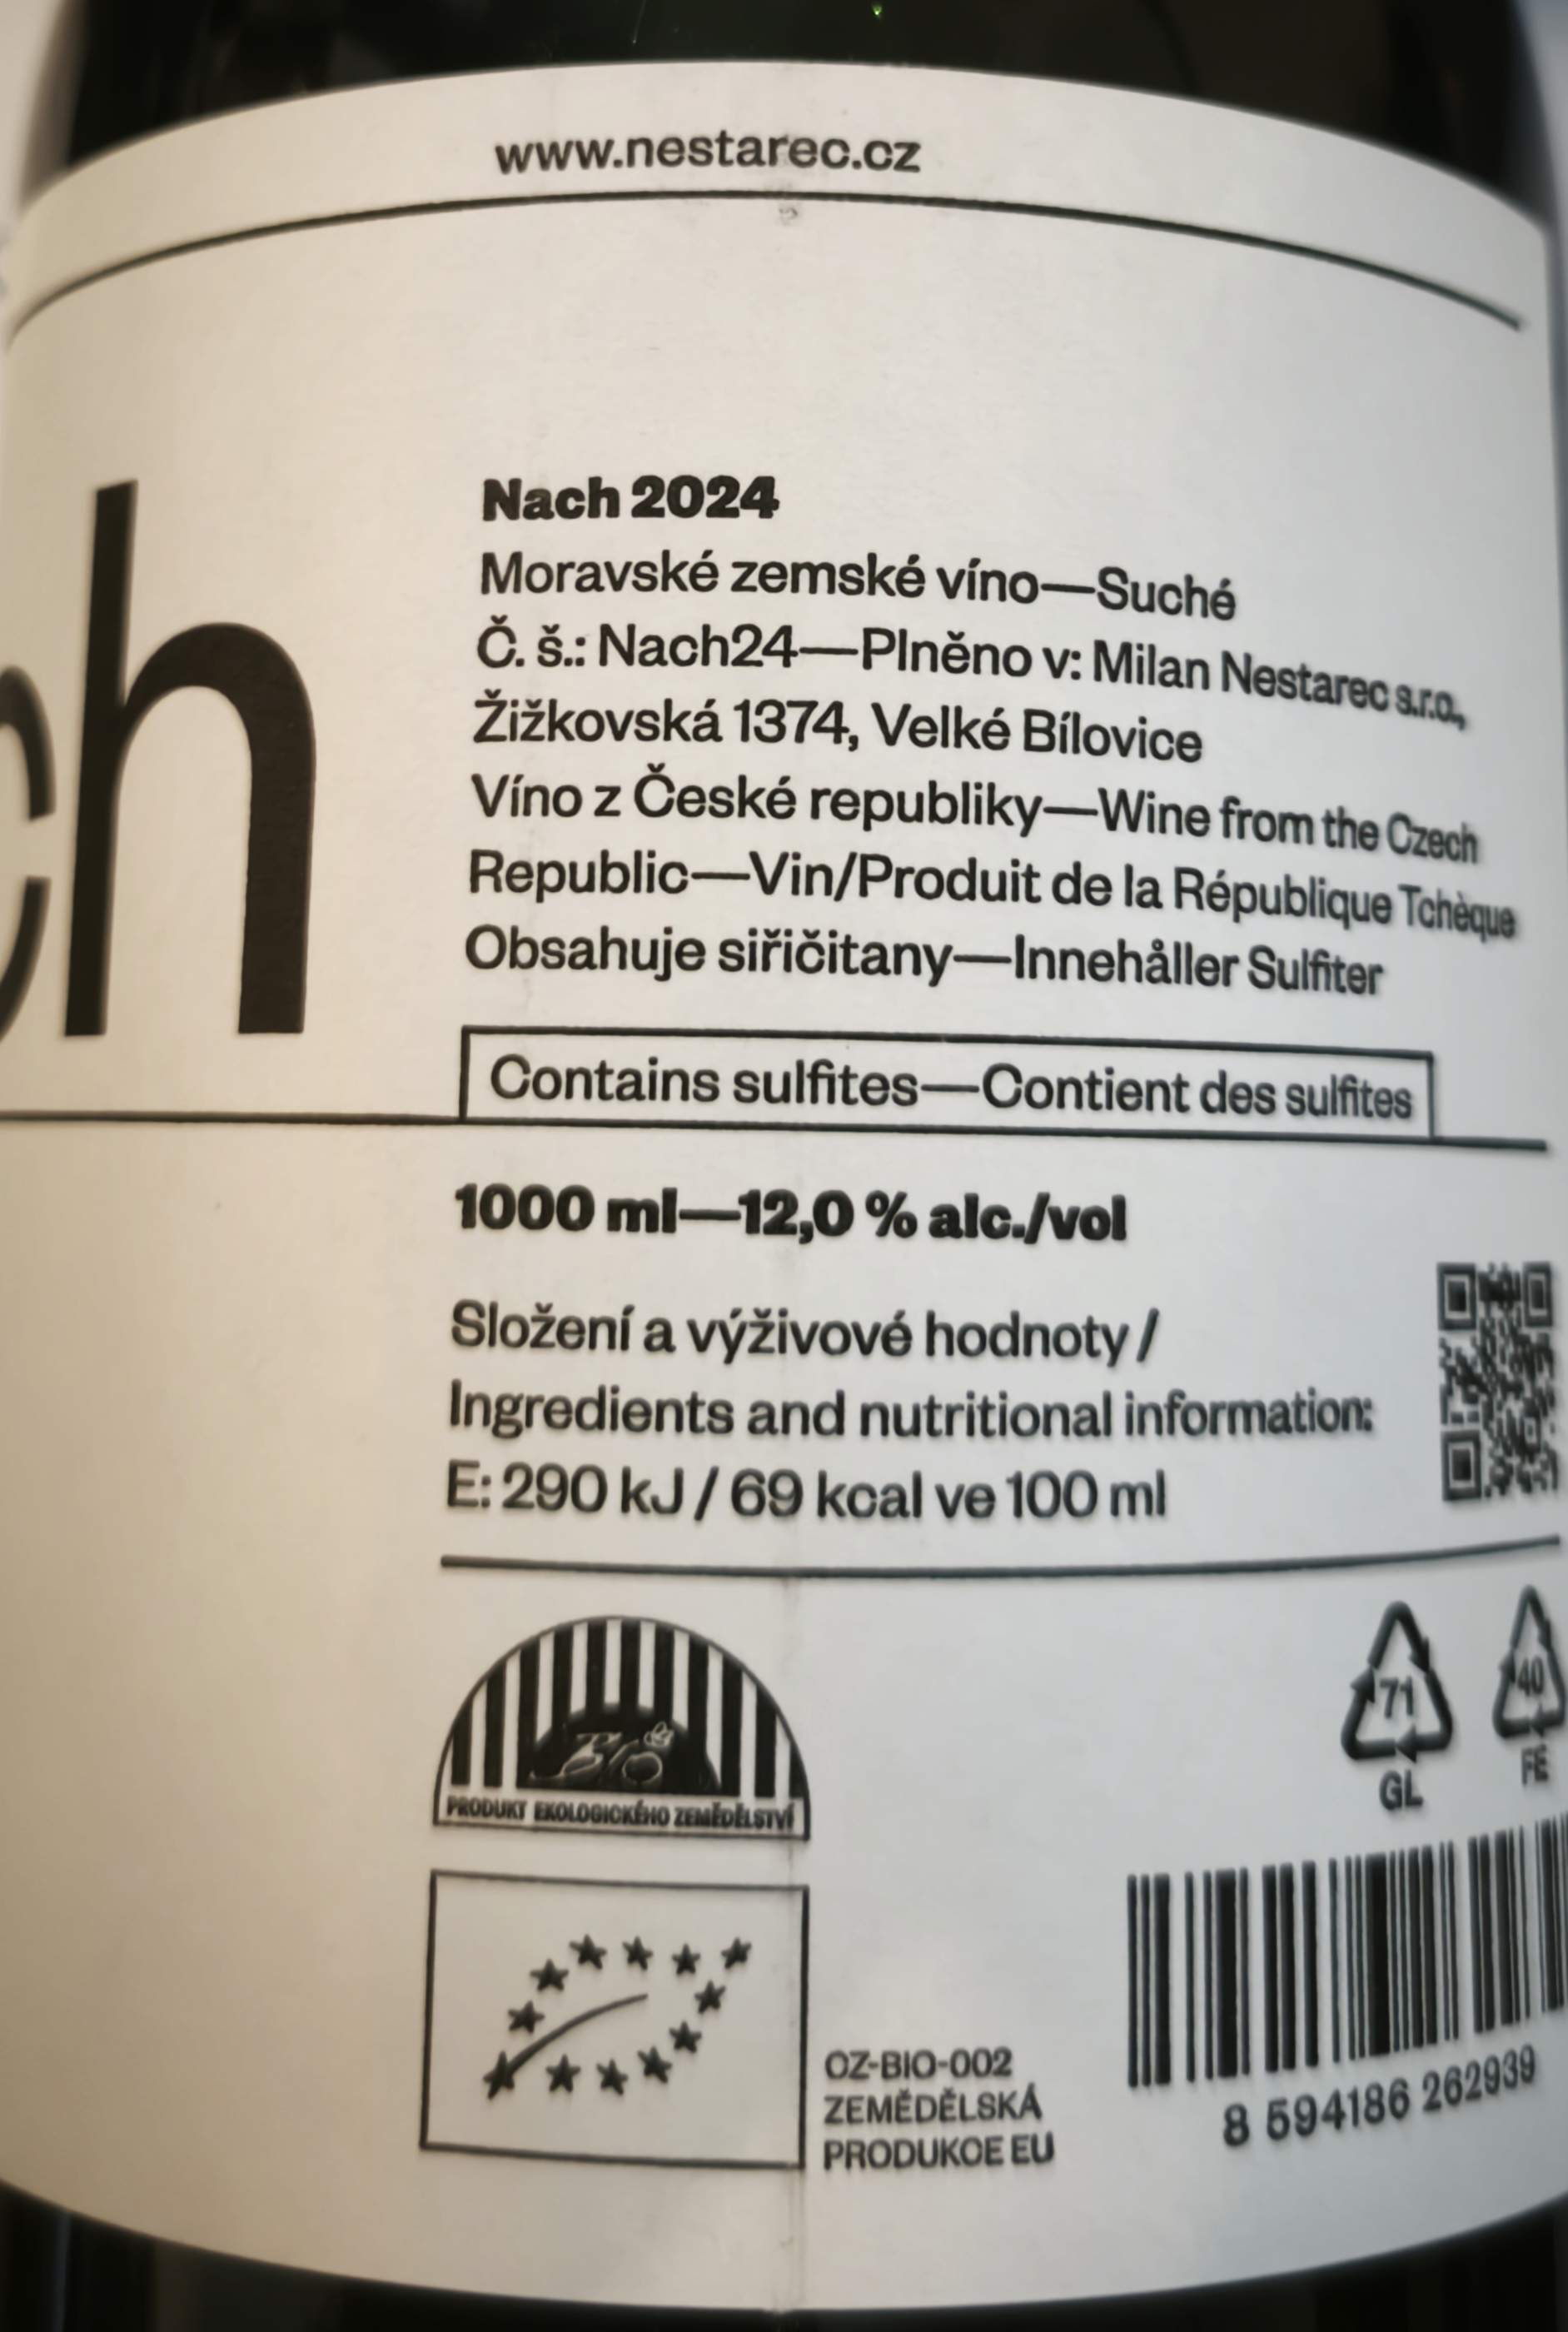 www.nestarec.cz
ch
Nach 2024
Moravské zemské víno—Suché
Č. š.: Nach24—Plněno v: Milan Nestarec s.r.o.,
Žižkovská 1374, Velké Bílovice
Víno z České republiky—Wine from the Czech
Republic—Vin/Produit de la République Tchèque
Obsahuje siřičitany—Innehåller Sulfiter
Contains sulfites—Contient des sulfites
1000 ml—12,0 % alc./vol
Složení a výživové hodnoty /
Ingredients and nutritional information:
E: 290 kJ / 69 kcal ve 100 ml
71
GL
40
FE
BIO
PRODUKT EKOLOGICKÉHO ZEMĚDĚLSTVÍ
CZ-BIO-002
ZEMĚDĚLSKÁ
PRODUKCE EU
8 594186 262939